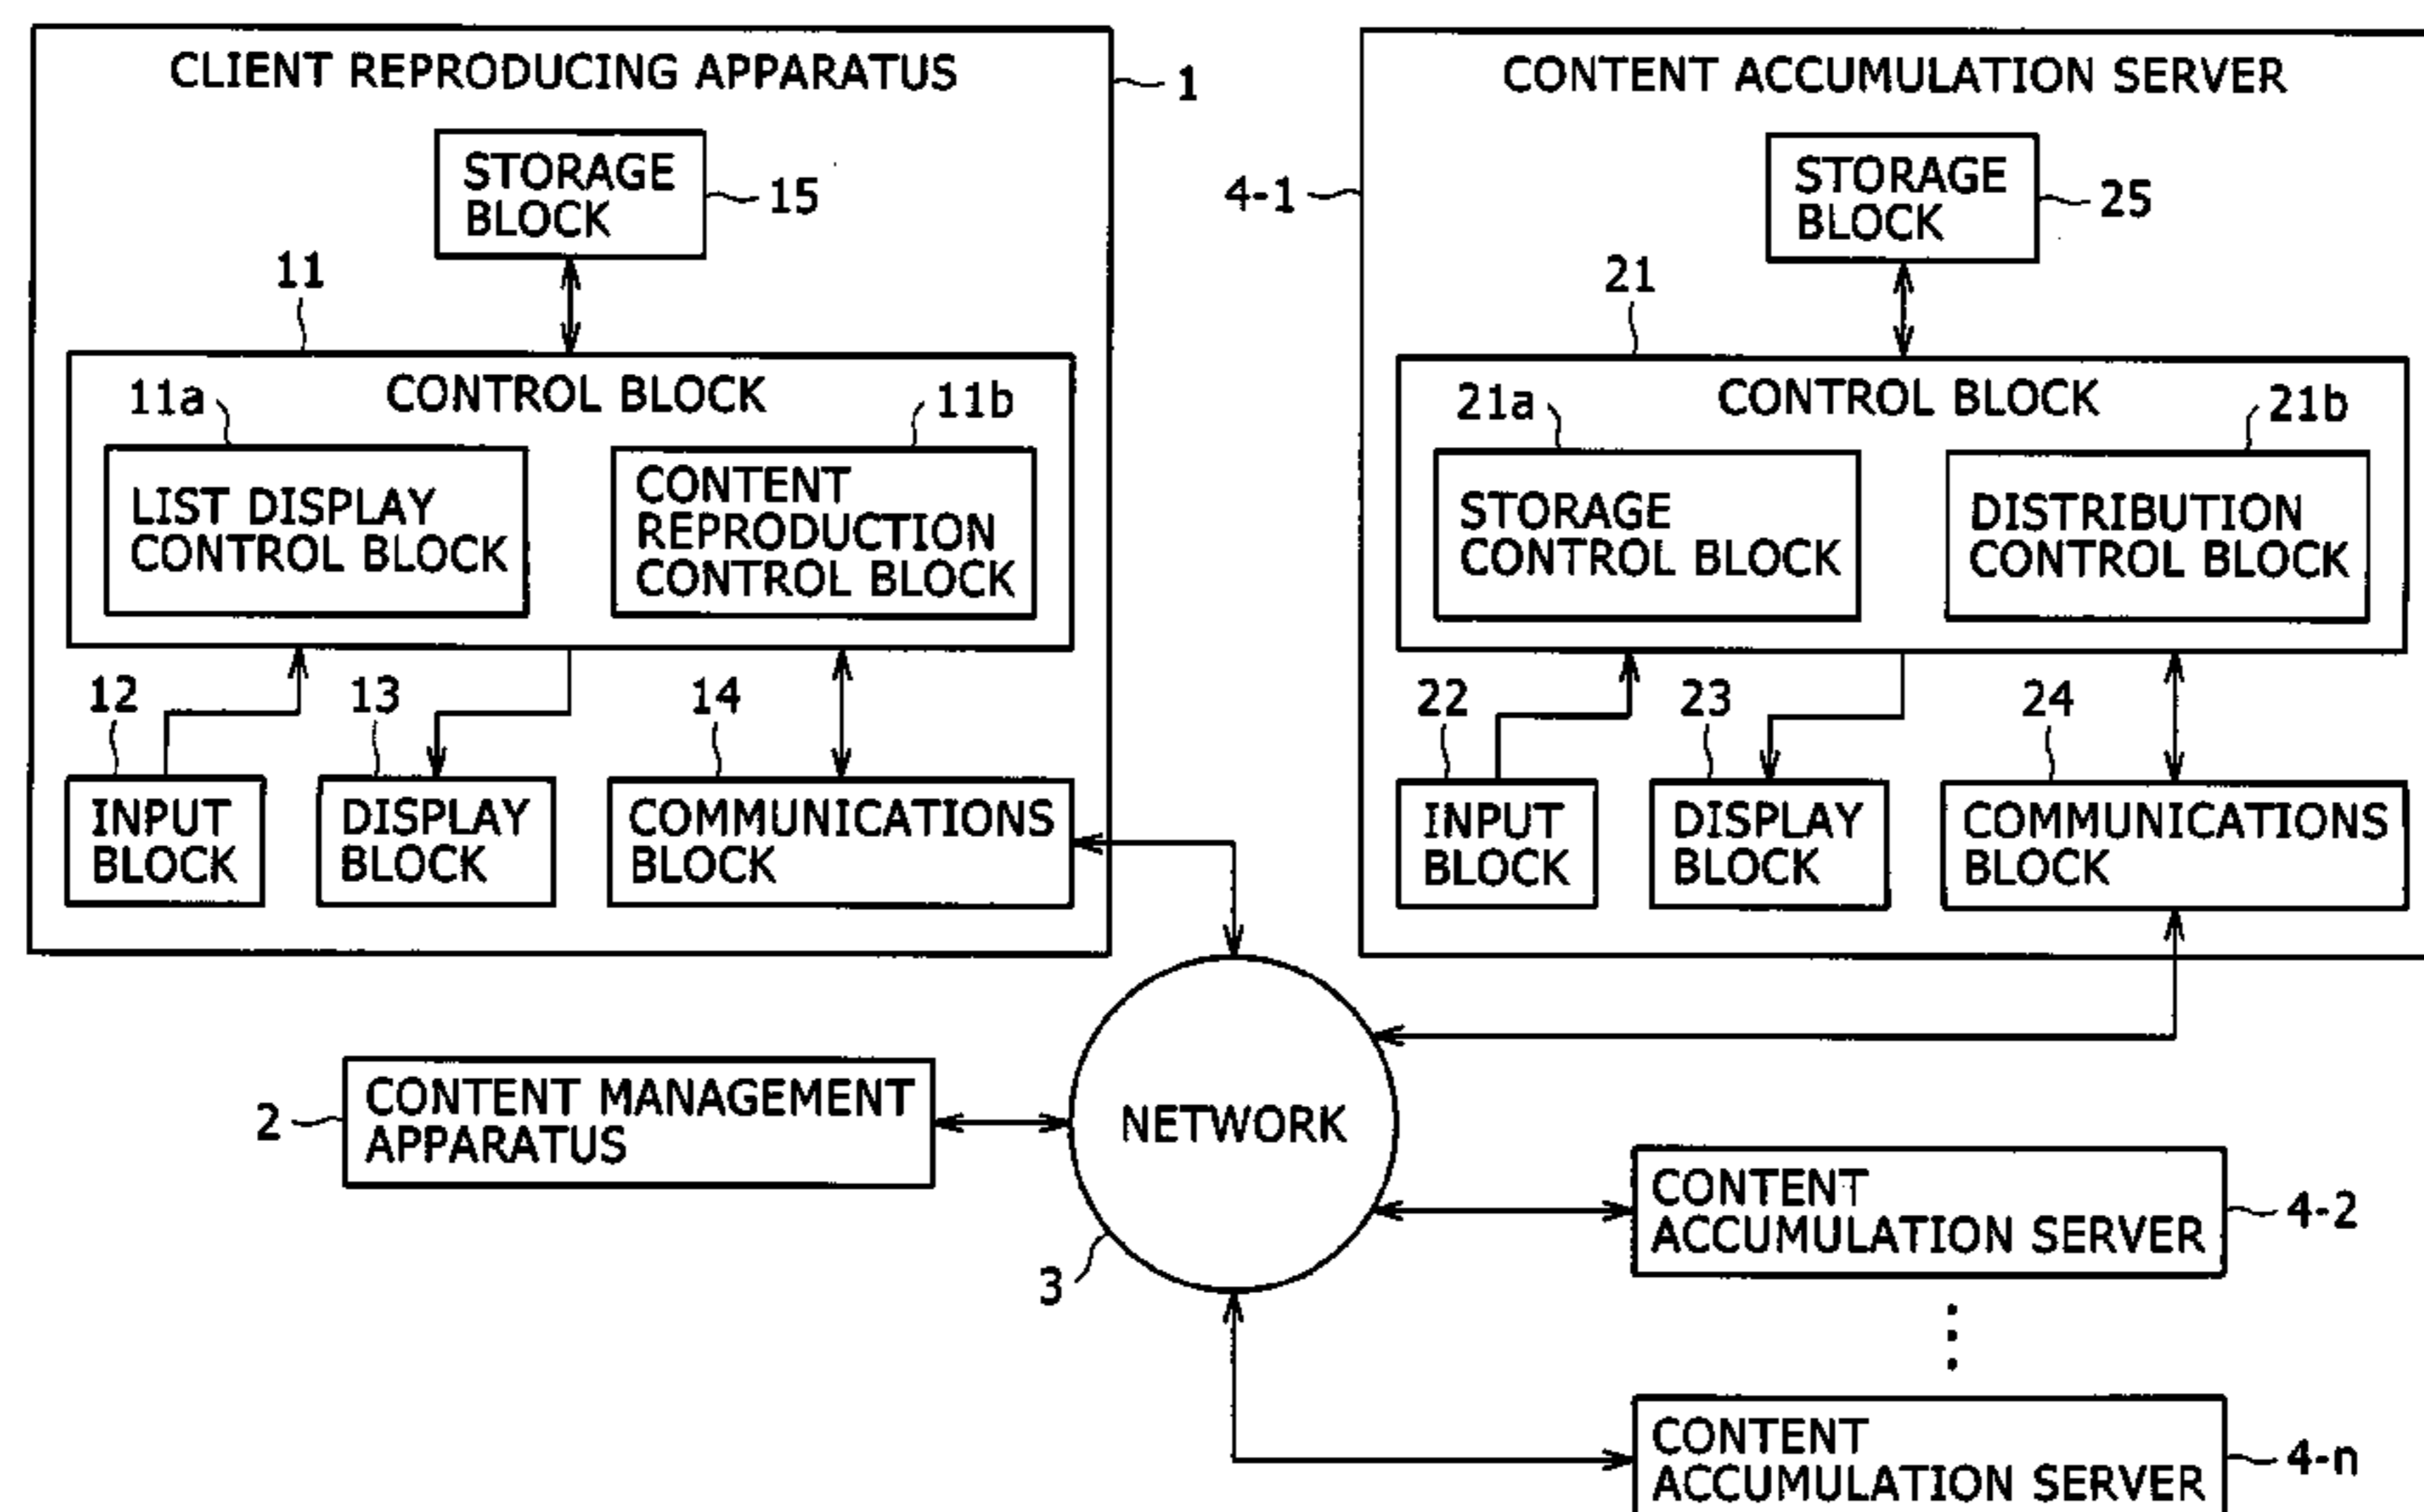 CLIENT REPRODUCING APPARATUS
1
STORAGE
BLOCK
15
11
CONTROL BLOCK
11a
11b
LIST DISPLAY
CONTROL BLOCK
CONTENT
REPRODUCTION
CONTROL BLOCK
12
13
14
INPUT
BLOCK
DISPLAY
BLOCK
COMMUNICATIONS
BLOCK
CONTENT ACCUMULATION SERVER
4-1
STORAGE
BLOCK
25
21
CONTROL BLOCK
21a
21b
STORAGE
CONTROL BLOCK
DISTRIBUTION
CONTROL BLOCK
22
23
24
INPUT
BLOCK
DISPLAY
BLOCK
COMMUNICATIONS
BLOCK
2
CONTENT MANAGEMENT
APPARATUS
NETWORK
3
CONTENT
ACCUMULATION SERVER
4-2
CONTENT
ACCUMULATION SERVER
4-n